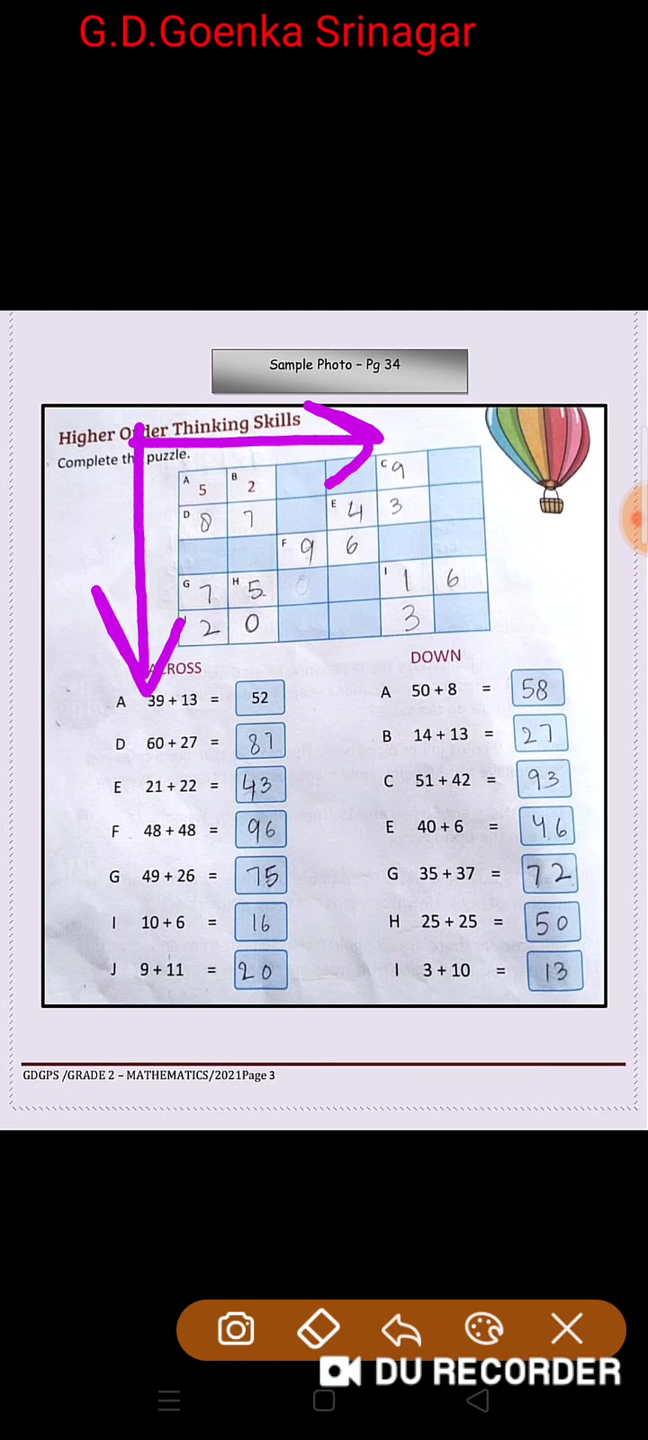 G.D.Goenka Srinagar
Sample Photo - Pg 34
Higher Order Thinking Skills
Complete the puzzle.
A 5 B 2 C 9
D 8 7 E 4 3
F 9 6
G 7 H 5 I 1 6
2 0 3
ACROSS
A 39 + 13 = 52
D 60 + 27 = 87
E 21 + 22 = 43
F 48 + 48 = 96
G 49 + 26 = 75
I 10 + 6 = 16
J 9 + 11 = 20
DOWN
A 50 + 8 = 58
B 14 + 13 = 27
C 51 + 42 = 93
E 40 + 6 = 46
G 35 + 37 = 72
H 25 + 25 = 50
I 3 + 10 = 13
GDGPS /GRADE 2 – MATHEMATICS/2021Page 3
DU RECORDER